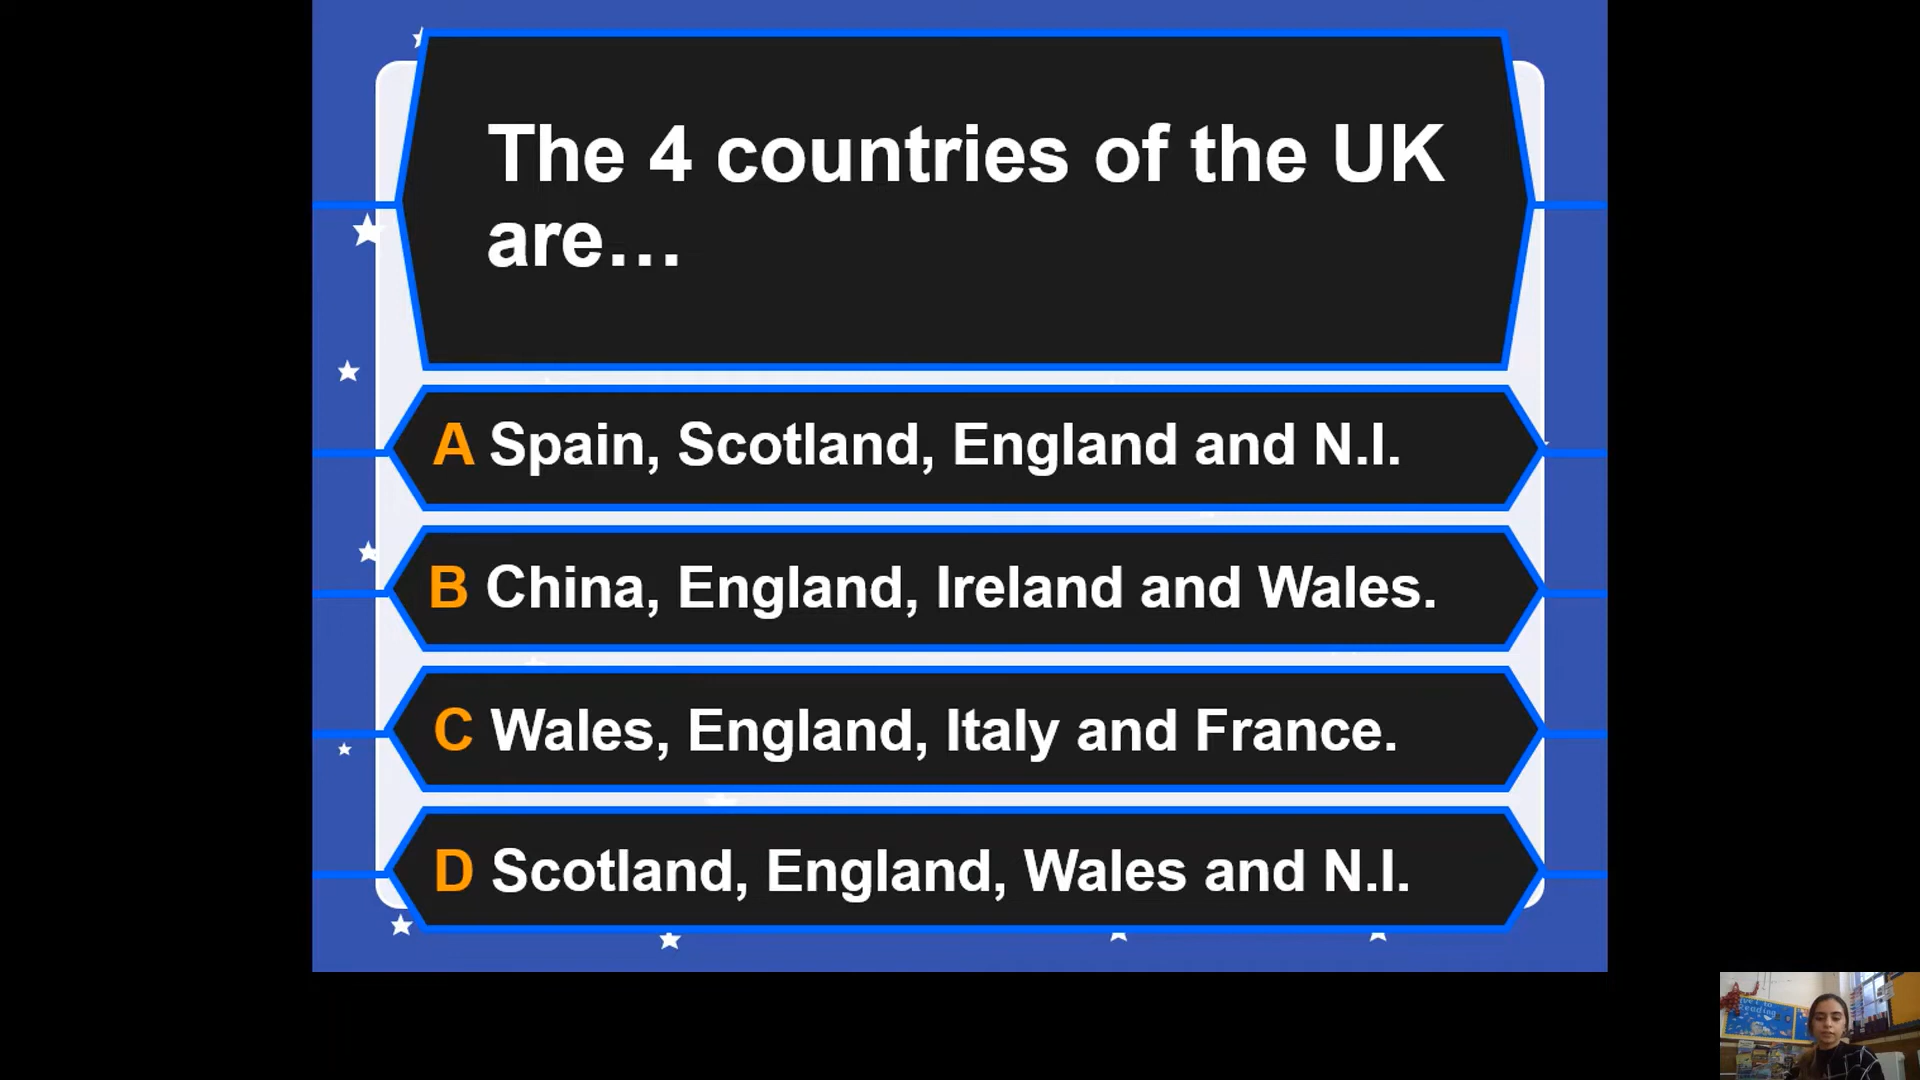 The 4 countries of the UK
are…
A Spain, Scotland, England and N.I.
B China, England, Ireland and Wales.
C Wales, England, Italy and France.
D Scotland, England, Wales and N.I.